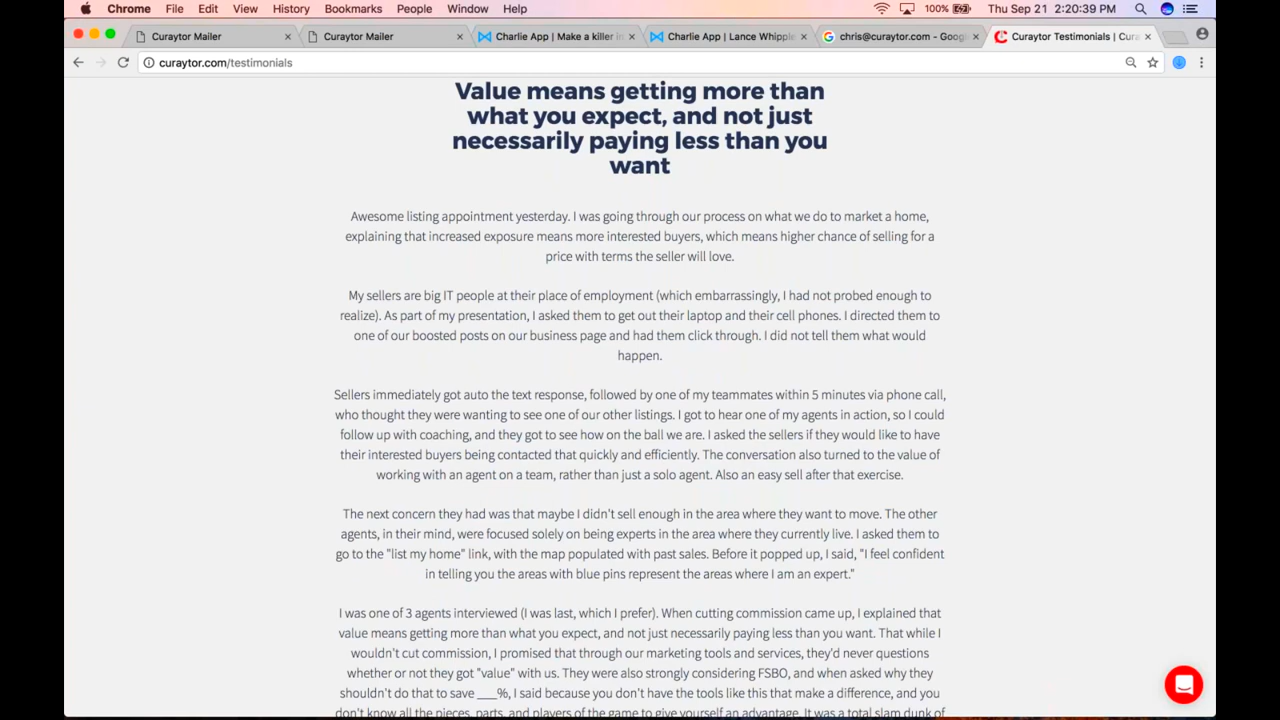 Chrome File Edit View History Bookmarks People Window Help 100% Thu Sep 21 2:20:39 PM
Curaytor Mailer Curaytor Mailer Charlie App | Make a killer in Charlie App | Lance Whipple chris@curaytor.com - Goog Curaytor Testimonials | Cura
curaytor.com/testimonials
Value means getting more than
what you expect, and not just
necessarily paying less than you
want
Awesome listing appointment yesterday. I was going through our process on what we do to market a home,
explaining that increased exposure means more interested buyers, which means higher chance of selling for a
price with terms the seller will love.
My sellers are big IT people at their place of employment (which embarrassingly, I had not probed enough to
realize). As part of my presentation, I asked them to get out their laptop and their cell phones. I directed them to
one of our boosted posts on our business page and had them click through. I did not tell them what would
happen.
Sellers immediately got auto the text response, followed by one of my teammates within 5 minutes via phone call,
who thought they were wanting to see one of our other listings. I got to hear one of my agents in action, so I could
follow up with coaching, and they got to see how on the ball we are. I asked the sellers if they would like to have
their interested buyers being contacted that quickly and efficiently. The conversation also turned to the value of
working with an agent on a team, rather than just a solo agent. Also an easy sell after that exercise.
The next concern they had was that maybe I didn't sell enough in the area where they want to move. The other
agents, in their mind, were focused solely on being experts in the area where they currently live. I asked them to
go to the "list my home" link, with the map populated with past sales. Before it popped up, I said, "I feel confident
in telling you the areas with blue pins represent the areas where I am an expert."
I was one of 3 agents interviewed (I was last, which I prefer). When cutting commission came up, I explained that
value means getting more than what you expect, and not just necessarily paying less than you want. That while I
wouldn't cut commission, I promised that through our marketing tools and services, they'd never questions
whether or not they got "value" with us. They were also strongly considering FSBO, and when asked why they
shouldn't do that to save ___%, I said because you don't have the tools like this that make a difference, and you
don't know all the pieces, parts, and players of the game to give yourself an advantage. It was a total slam dunk of